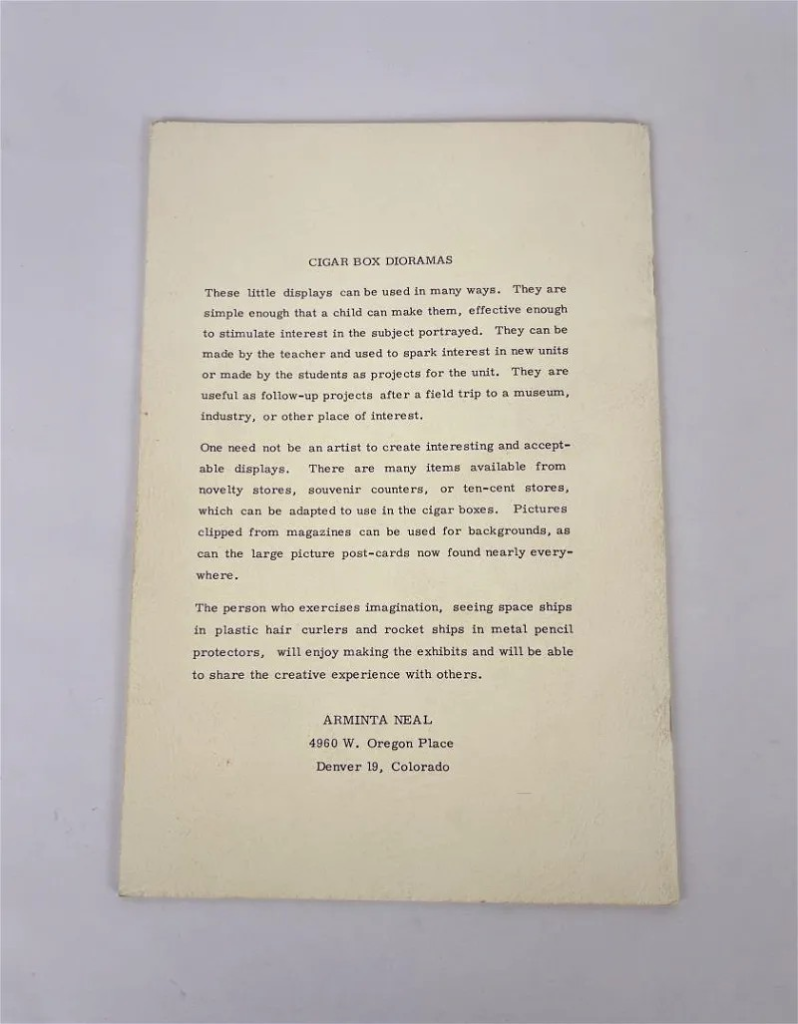 CIGAR BOX DIORAMAS
These little displays can be used in many ways. They are
simple enough that a child can make them, effective enough
to stimulate interest in the subject portrayed. They can be
made by the teacher and used to spark interest in new units
or made by the students as projects for the unit. They are
useful as follow-up projects after a field trip to a museum,
industry, or other place of interest.
One need not be an artist to create interesting and accept-
able displays. There are many items available from
novelty stores, souvenir counters, or ten-cent stores,
which can be adapted to use in the cigar boxes. Pictures
clipped from magazines can be used for backgrounds, as
can the large picture post-cards now found nearly every-
where.
The person who exercises imagination, seeing space ships
in plastic hair curlers and rocket ships in metal pencil
protectors, will enjoy making the exhibits and will be able
to share the creative experience with others.
ARMINTA NEAL
4960 W. Oregon Place
Denver 19, Colorado